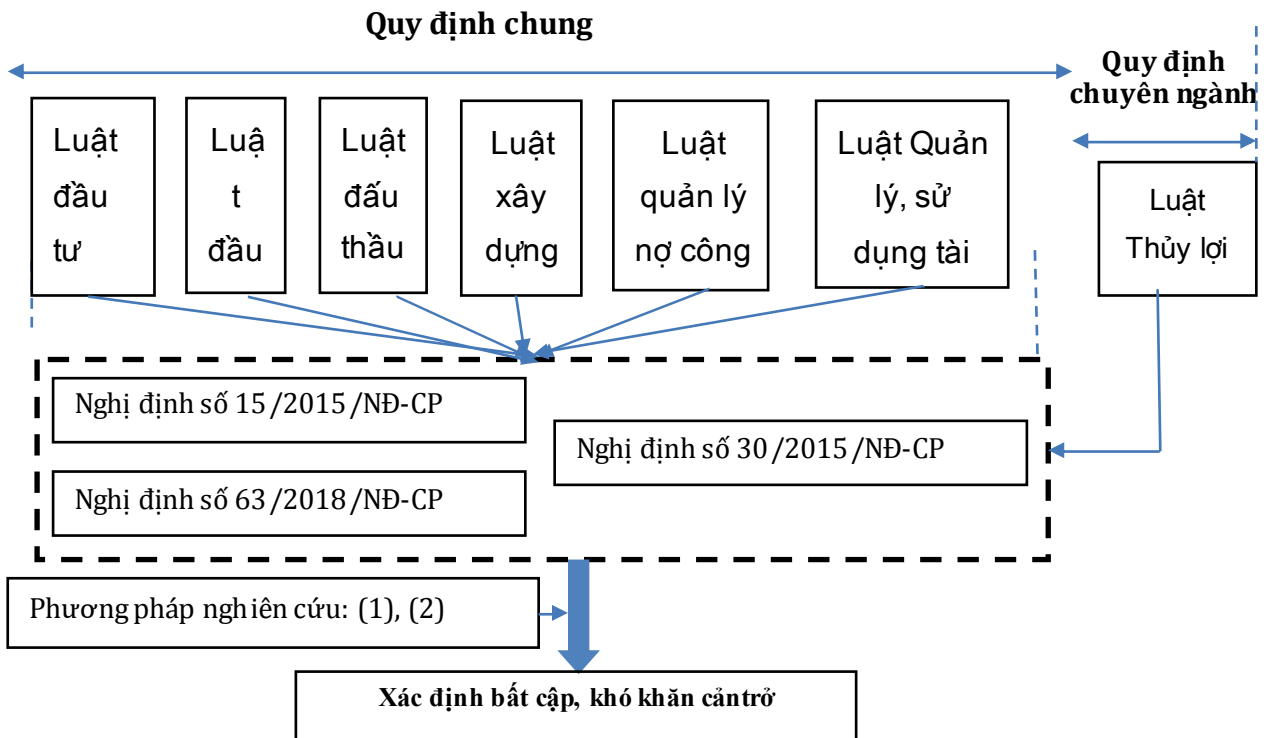 Quy định chung
Quy định
chuyên ngành
Luật
đầu
tư
Luậ
t
đầu
Luật
đấu
thầu
Luật
xây
dựng
Luật
quản lý
nợ công
Luật Quản
lý, sử
dụng tài
Luật
Thủy lợi
Nghị định số 15/2015/NĐ-CP
Nghị định số 30/2015/NĐ-CP
Nghị định số 63/2018/NĐ-CP
Phương pháp nghiên cứu: (1), (2)
Xác định bất cập, khó khăn cảntrở